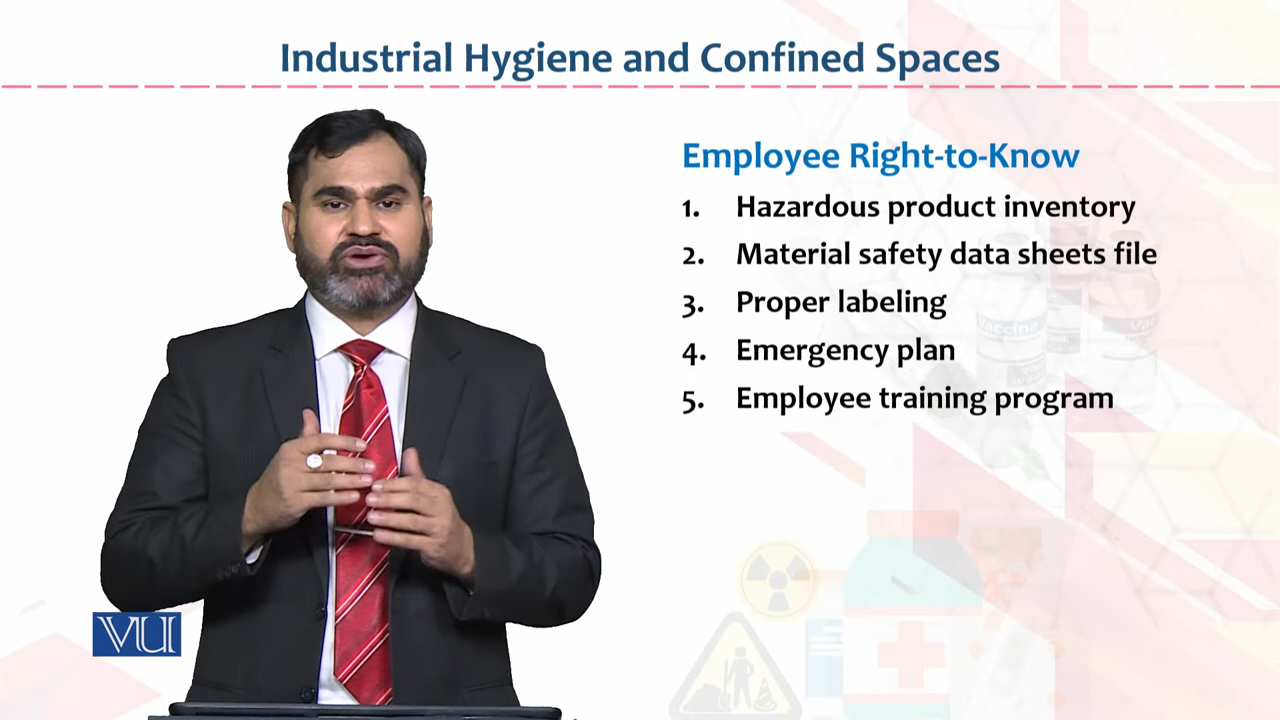 Industrial Hygiene and Confined Spaces
Employee Right-to-Know
1. Hazardous product inventory
2. Material safety data sheets file
3. Proper labeling
4. Emergency plan
5. Employee training program
Vaccine
VU